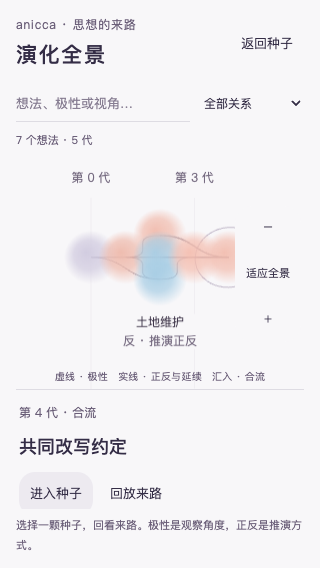 anicca · 思想的来路
演化全景
返回种子
想法、极性或视角...
全部关系
7 个想法 · 5 代
第 0 代
第 3 代
−
适应全景
+
土地维护
反 · 推演正反
虚线 · 极性 实线 · 正反与延续 汇入 · 合流
第 4 代 · 合流
共同改写约定
进入种子
回放来路
选择一颗种子，回看来路。极性是观察角度，正反是推演方
式。